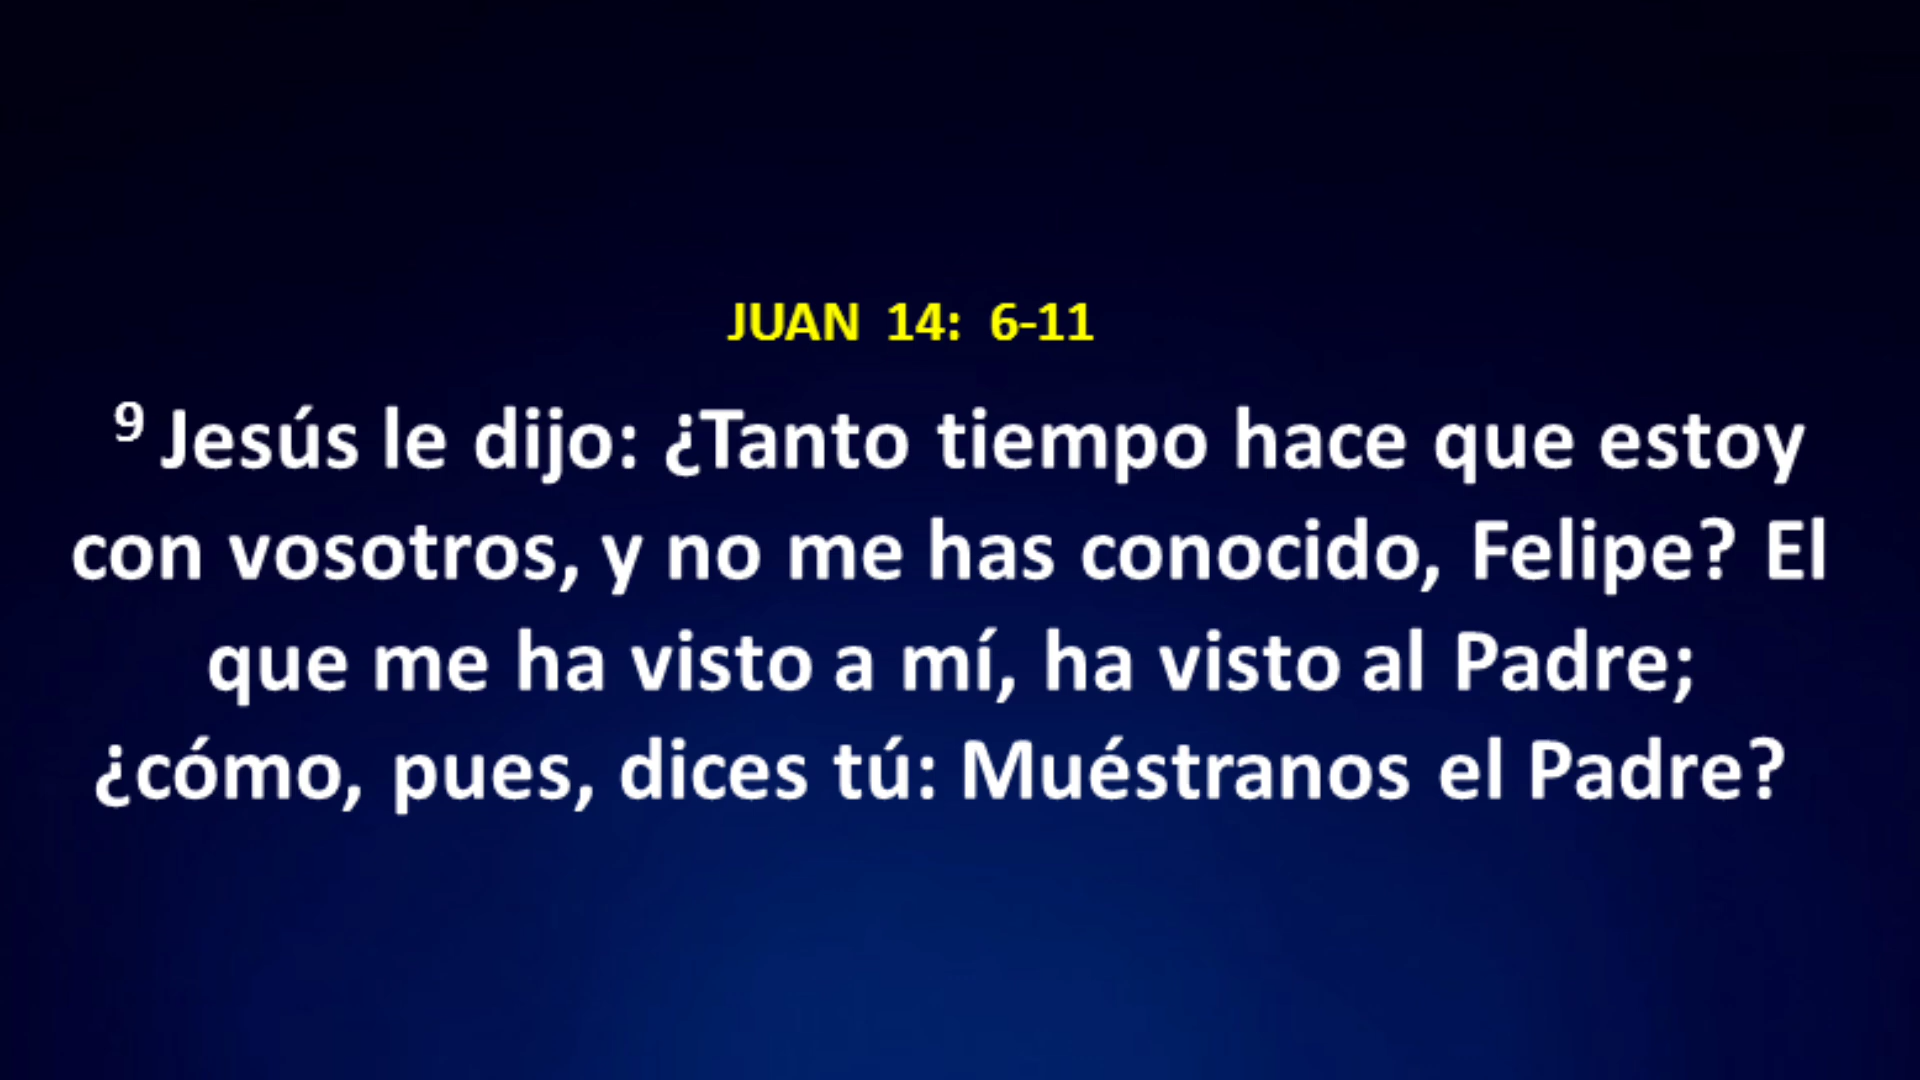 JUAN 14: 6-11
9 Jesús le dijo: ¿Tanto tiempo hace que estoy
con vosotros, y no me has conocido, Felipe? El
que me ha visto a mí, ha visto al Padre;
¿cómo, pues, dices tú: Muéstranos el Padre?